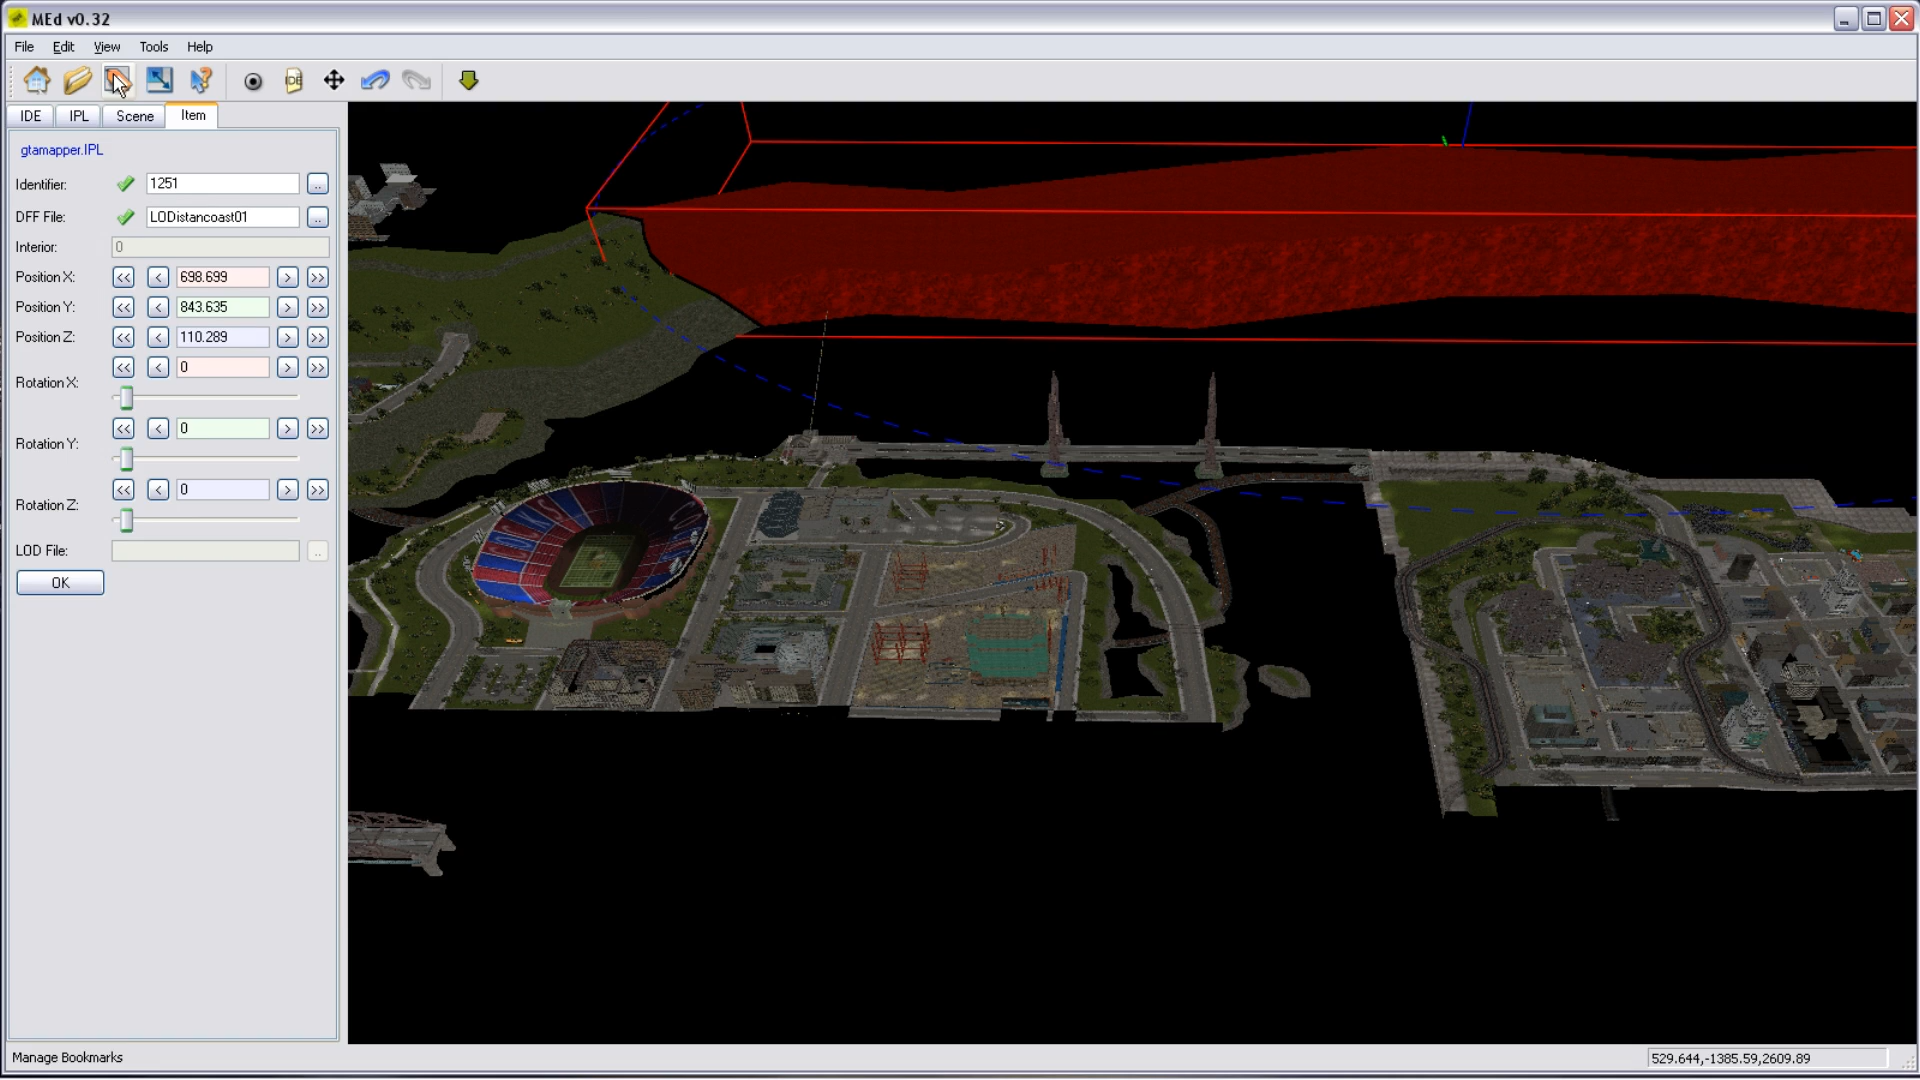 MEd v0.32
File Edit View Tools Help
IDE
IDE IPL Scene Item
gtamapper.IPL
Identifier: 1251 ..
DFF File: LODistancoast01 ..
Interior: 0
Position X: << < 698.699 > >>
Position Y: << < 843.635 > >>
Position Z: << < 110.289 > >>
<< < 0 > >>
Rotation X:
<< < 0 > >>
Rotation Y:
<< < 0 > >>
Rotation Z:
LOD File: ..
OK
Manage Bookmarks 529.644,-1385.59,2609.89